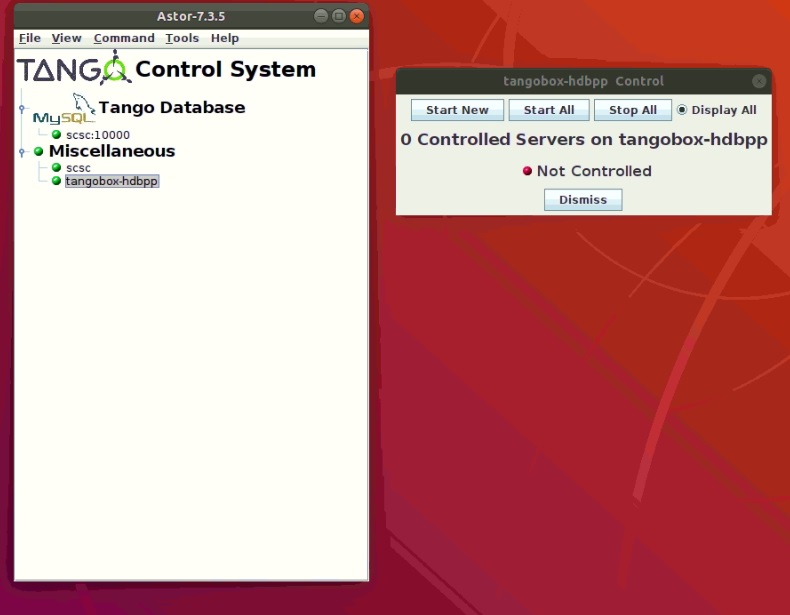 Astor-7.3.5
File View Command Tools Help
TANGO Control System
MySQL Tango Database
scsc:10000
Miscellaneous
scsc
tangobox-hdbpp
tangobox-hdbpp Control
Start New Start All Stop All Display All
0 Controlled Servers on tangobox-hdbpp
Not Controlled
Dismiss